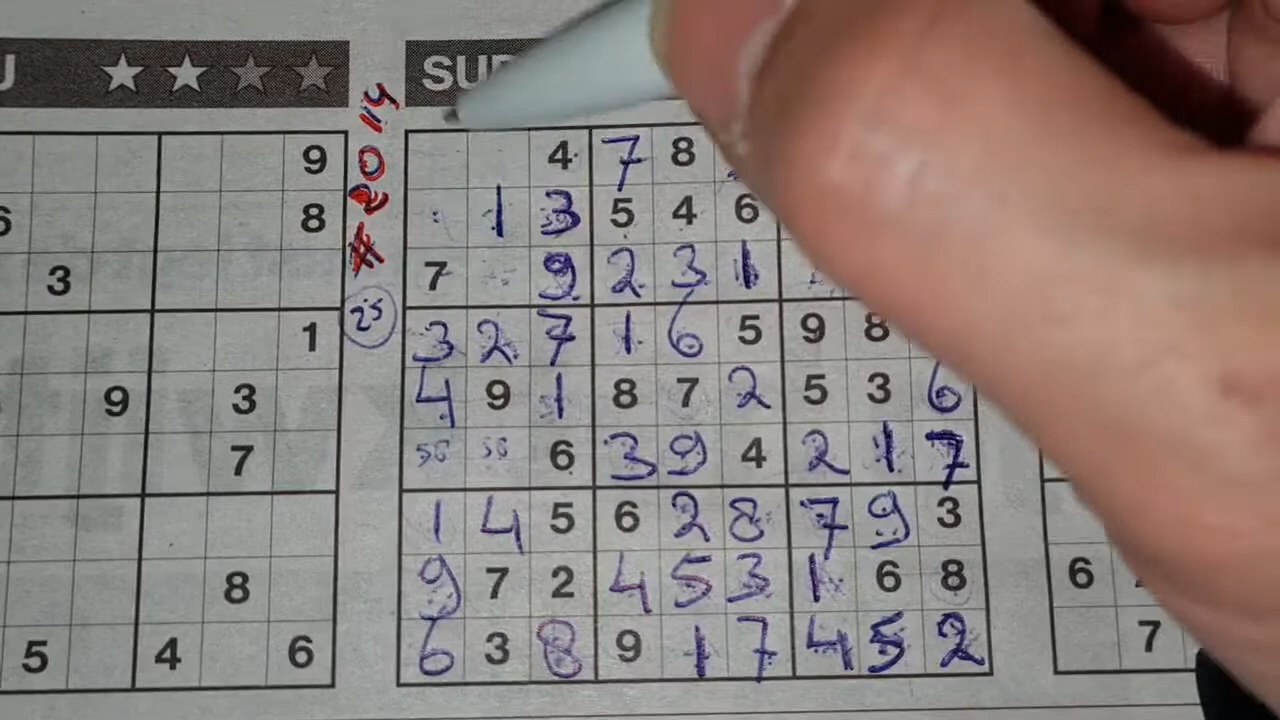 SU
# 2014
25
9
8
3
1
9 3
7
8
5 4 6
4 7 8
1 3 5 4 6
7 9 2 3 1
3 2 7 1 6 5 9 8
4 9 1 8 7 2 5 3 6
58 58 6 3 9 4 2 1 7
1 4 5 6 2 8 7 9 3
9 7 2 4 5 3 1 6 8
6 3 8 9 1 7 4 5 2
6
7